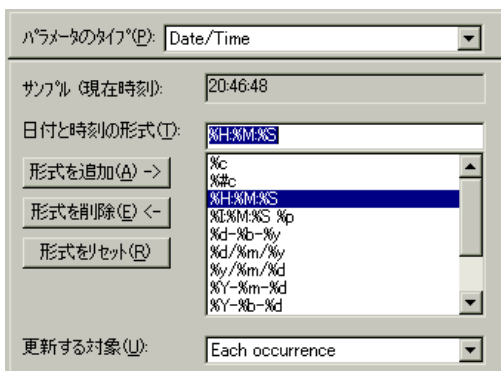 パラメータのタイプ(P): Date/Time
サンプル (現在時刻): 20:46:48
日付と時刻の形式(T): %H:%M:%S
形式を追加(A) ->
形式を削除(E) <-
形式をリセット(R)
%c
%#c
%H:%M:%S
%I:%M:%S %p
%d-%b-%y
%d/%m/%y
%y/%m/%d
%Y-%m-%d
%Y-%b-%d
更新する対象(U): Each occurrence